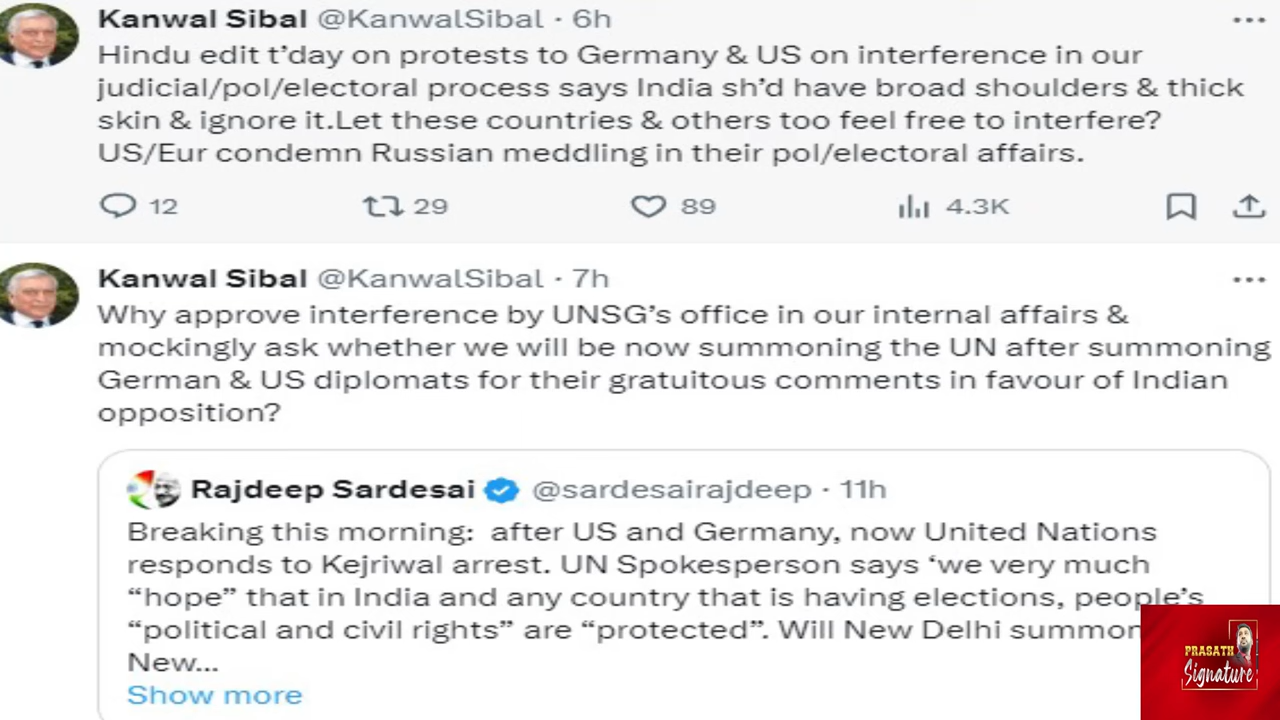 Kanwal Sibal @KanwalSibal · 6h
Hindu edit t’day on protests to Germany & US on interference in our
judicial/pol/electoral process says India sh’d have broad shoulders & thick
skin & ignore it.Let these countries & others too feel free to interfere?
US/Eur condemn Russian meddling in their pol/electoral affairs.
12 29 89 4.3K
Kanwal Sibal @KanwalSibal · 7h
Why approve interference by UNSG’s office in our internal affairs &
mockingly ask whether we will be now summoning the UN after summoning
German & US diplomats for their gratuitous comments in favour of Indian
opposition?
Rajdeep Sardesai @sardesairajdeep · 11h
Breaking this morning: after US and Germany, now United Nations
responds to Kejriwal arrest. UN Spokesperson says ‘we very much
“hope” that in India and any country that is having elections, people’s
“political and civil rights” are “protected”. Will New Delhi summon
New...
Show more
PRASATH
Signature